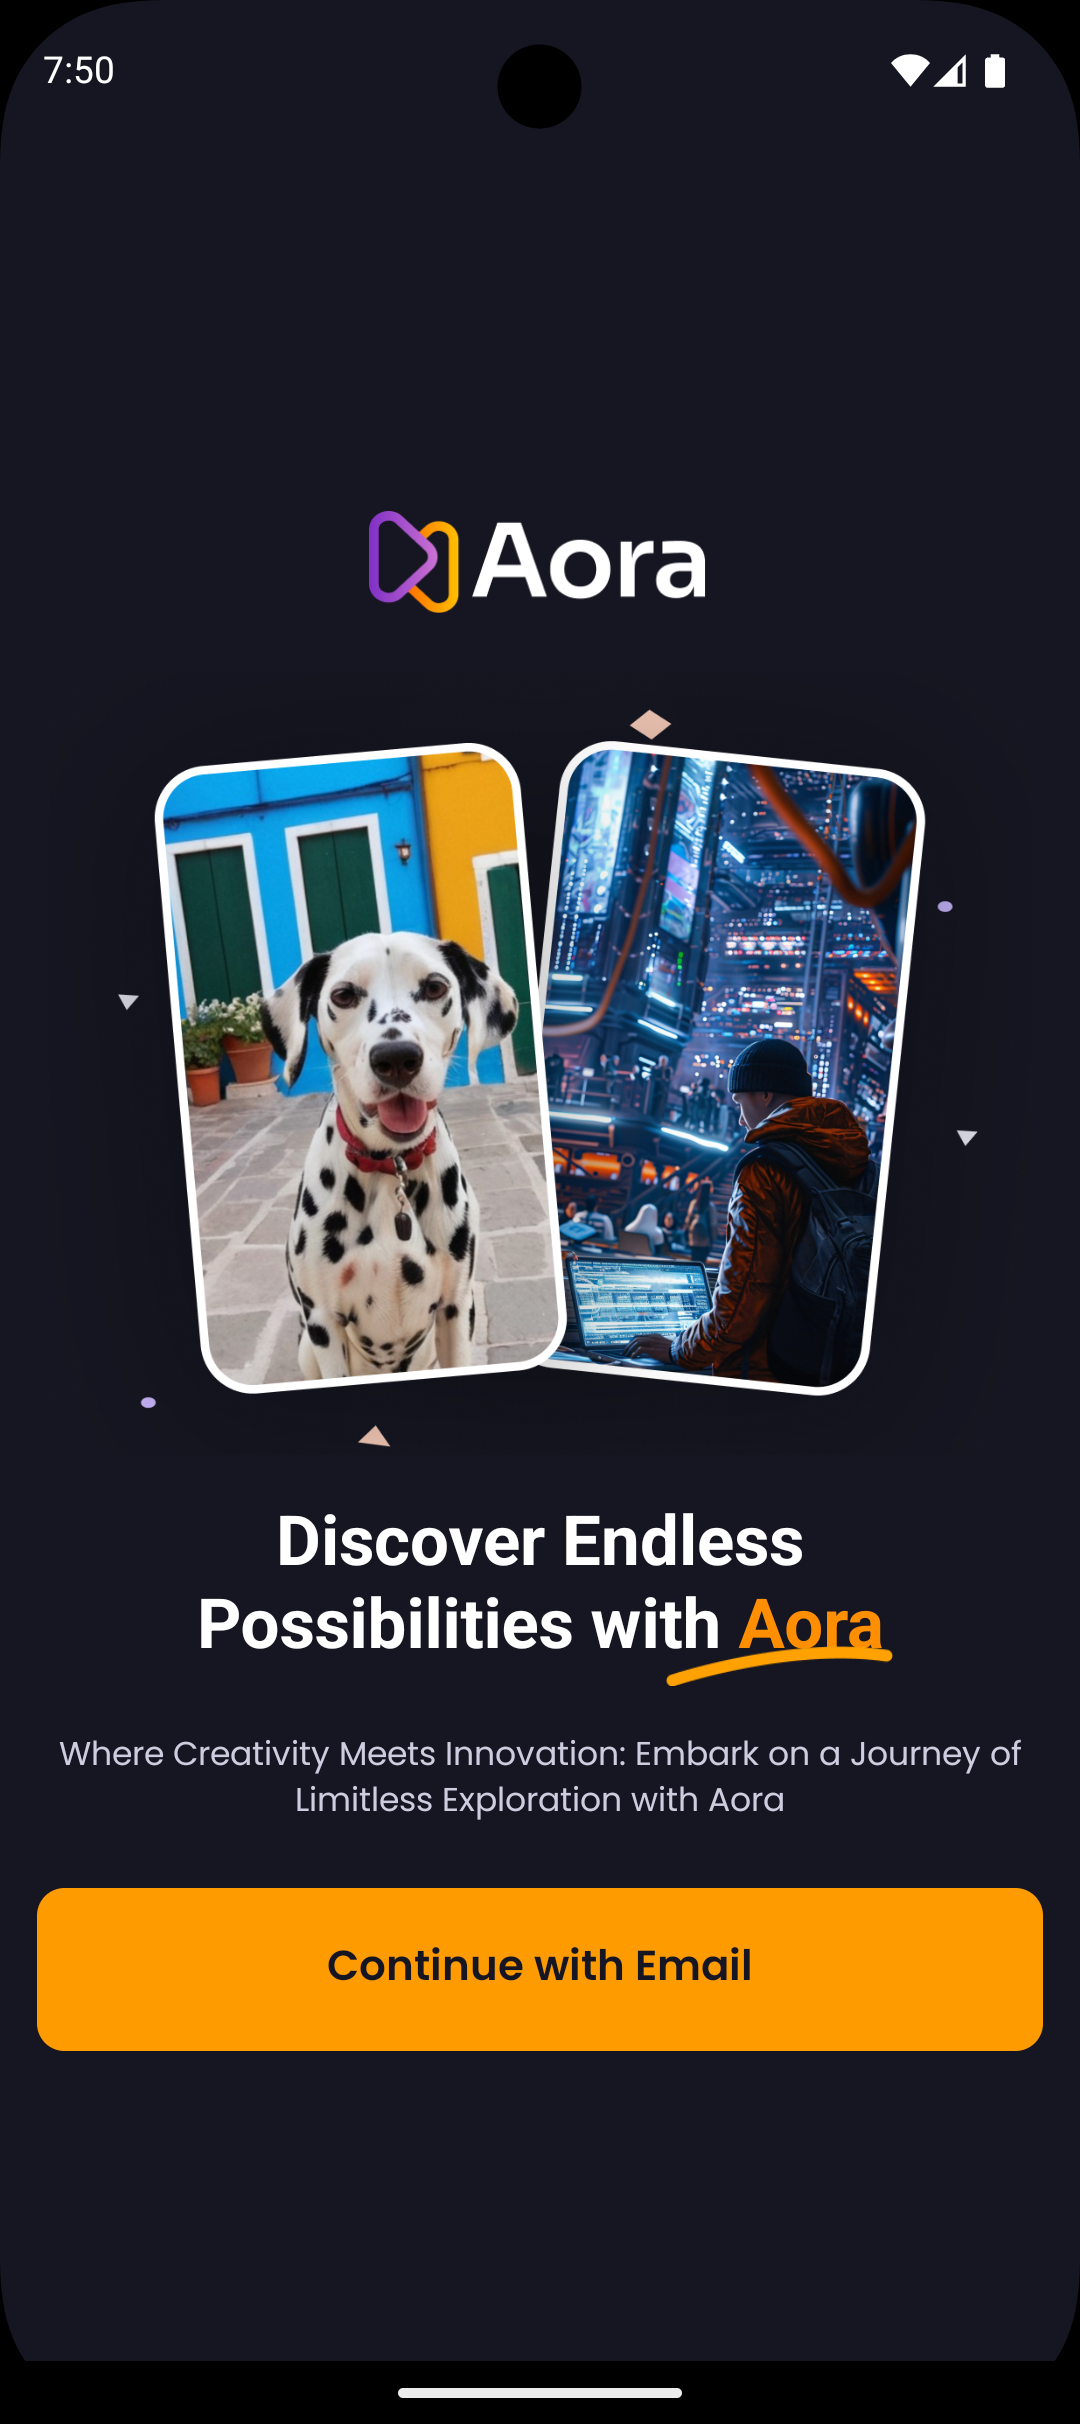 7:50
Aora
Discover Endless
Possibilities with Aora
Where Creativity Meets Innovation: Embark on a Journey of
Limitless Exploration with Aora
Continue with Email